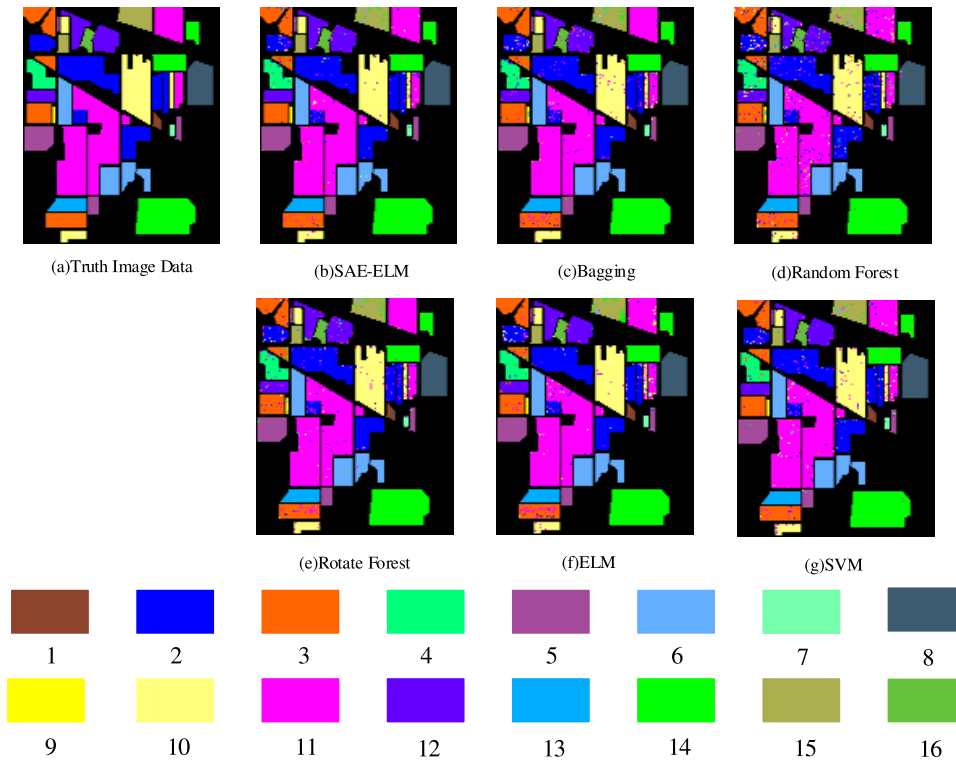 (a)Truth Image Data
(b)SAE-ELM
(c)Bagging
(d)Random Forest
(e)Rotate Forest
(f)ELM
(g)SVM
1 2 3 4 5 6 7 8
9 10 11 12 13 14 15 16